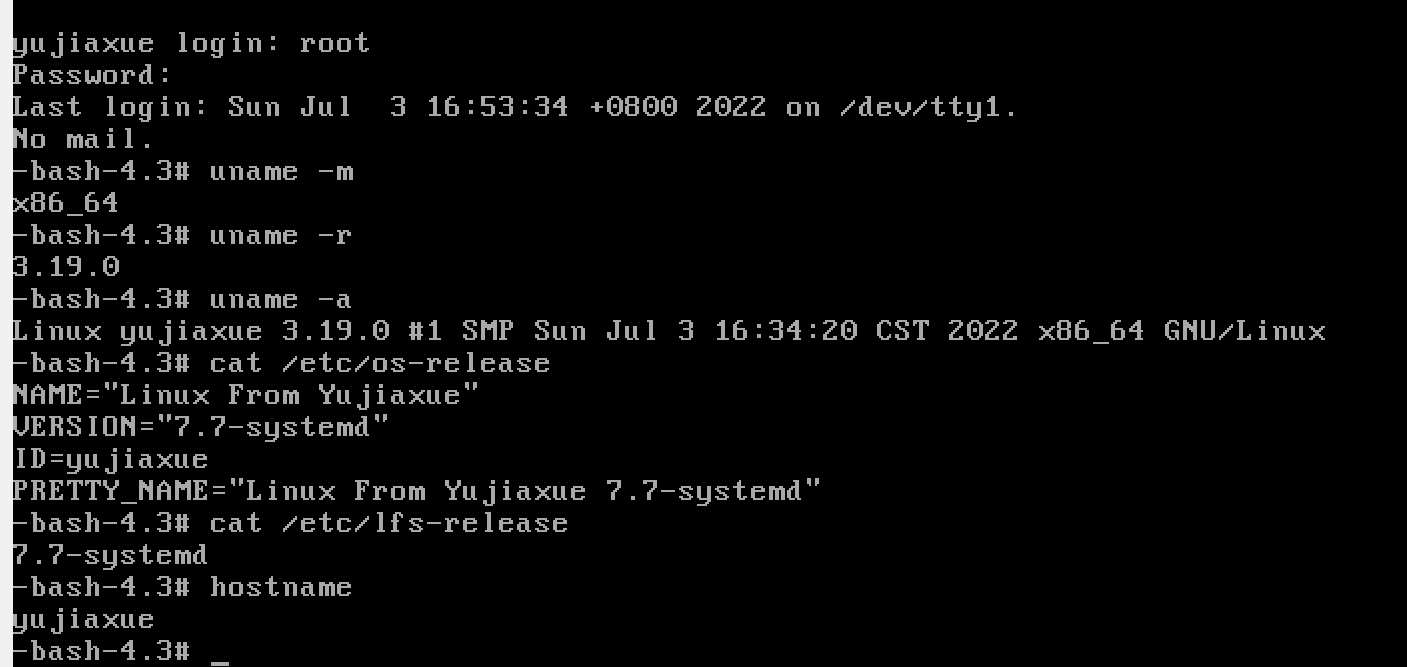 yujiaxue login: root
Password:
Last login: Sun Jul  3 16:53:34 +0800 2022 on /dev/tty1.
No mail.
-bash-4.3# uname -m
x86_64
-bash-4.3# uname -r
3.19.0
-bash-4.3# uname -a
Linux yujiaxue 3.19.0 #1 SMP Sun Jul 3 16:34:20 CST 2022 x86_64 GNU/Linux
-bash-4.3# cat /etc/os-release
NAME="Linux From Yujiaxue"
VERSION="7.7-systemd"
ID=yujiaxue
PRETTY_NAME="Linux From Yujiaxue 7.7-systemd"
-bash-4.3# cat /etc/lfs-release
7.7-systemd
-bash-4.3# hostname
yujiaxue
-bash-4.3# _